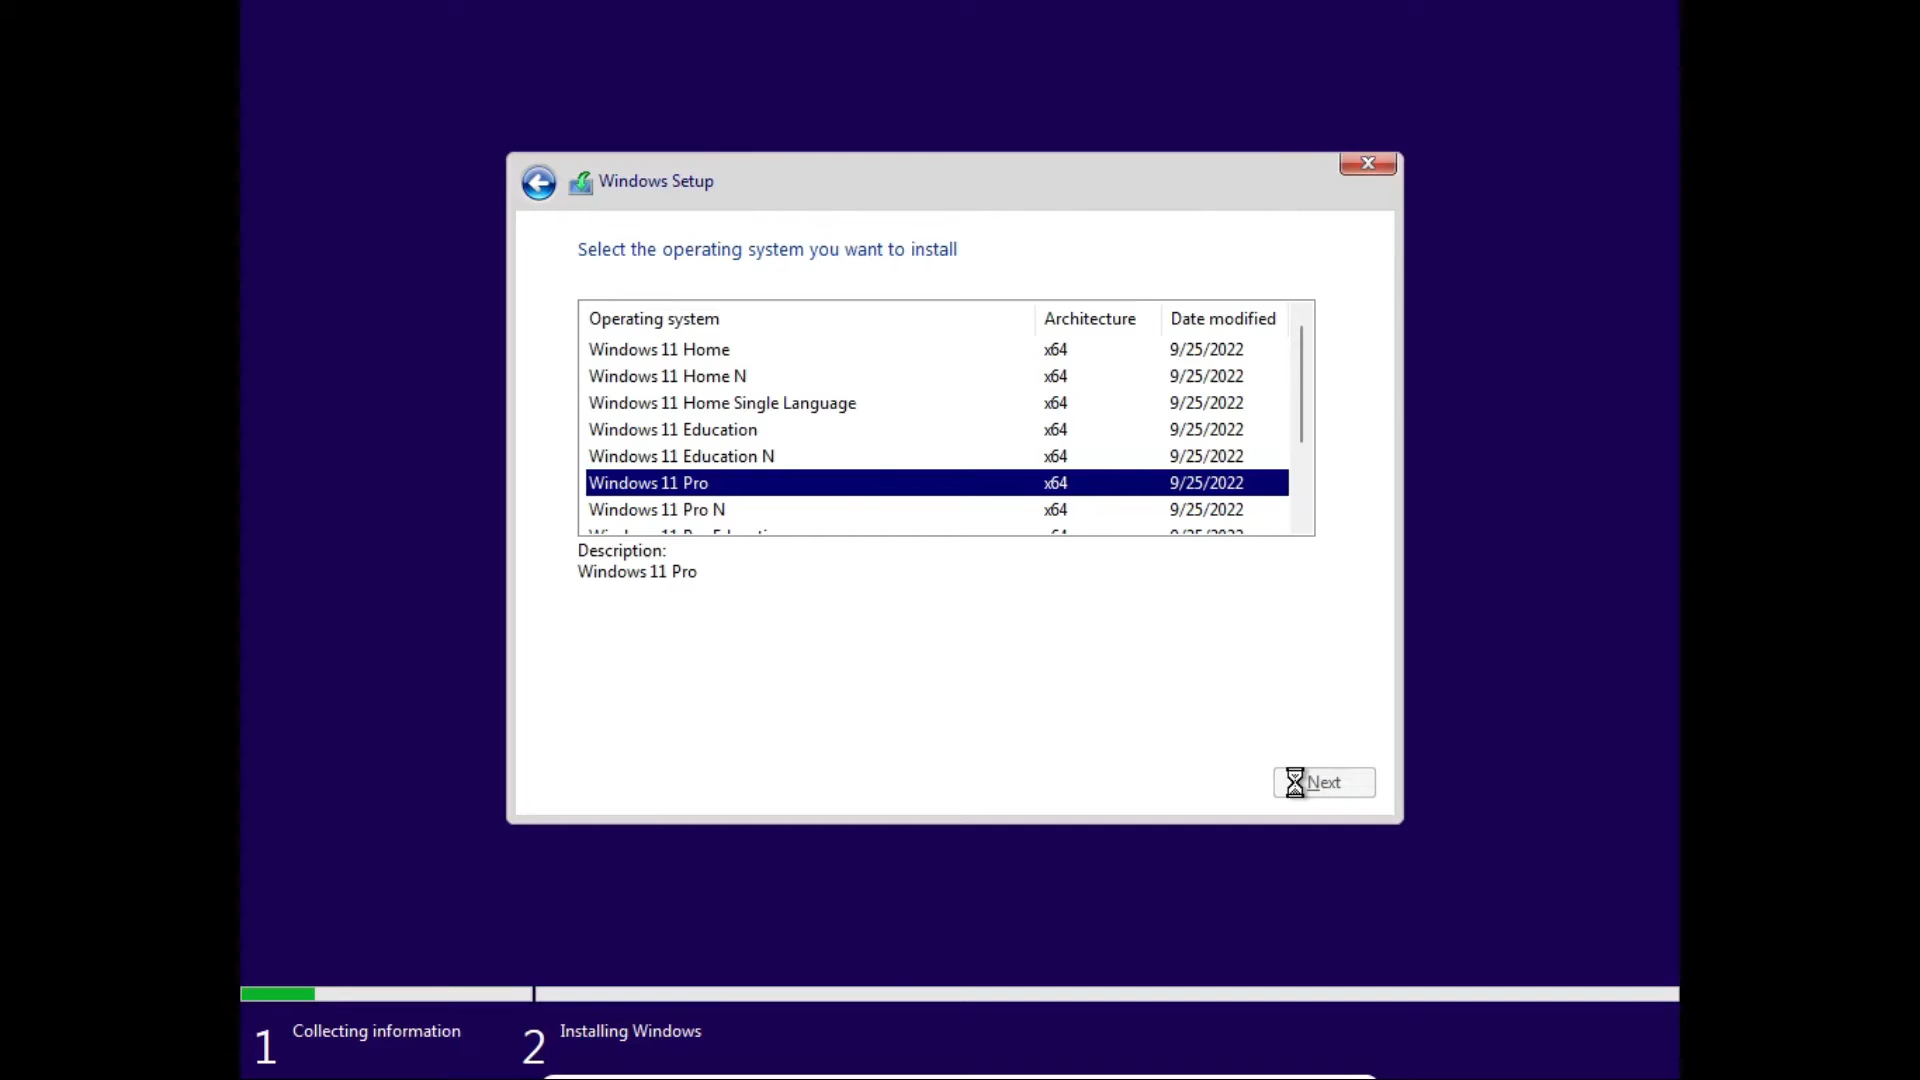 Windows Setup
Select the operating system you want to install
Operating system Architecture Date modified
Windows 11 Home x64 9/25/2022
Windows 11 Home N x64 9/25/2022
Windows 11 Home Single Language x64 9/25/2022
Windows 11 Education x64 9/25/2022
Windows 11 Education N x64 9/25/2022
Windows 11 Pro x64 9/25/2022
Windows 11 Pro N x64 9/25/2022
Description:
Windows 11 Pro
Next
1 Collecting information 2 Installing Windows